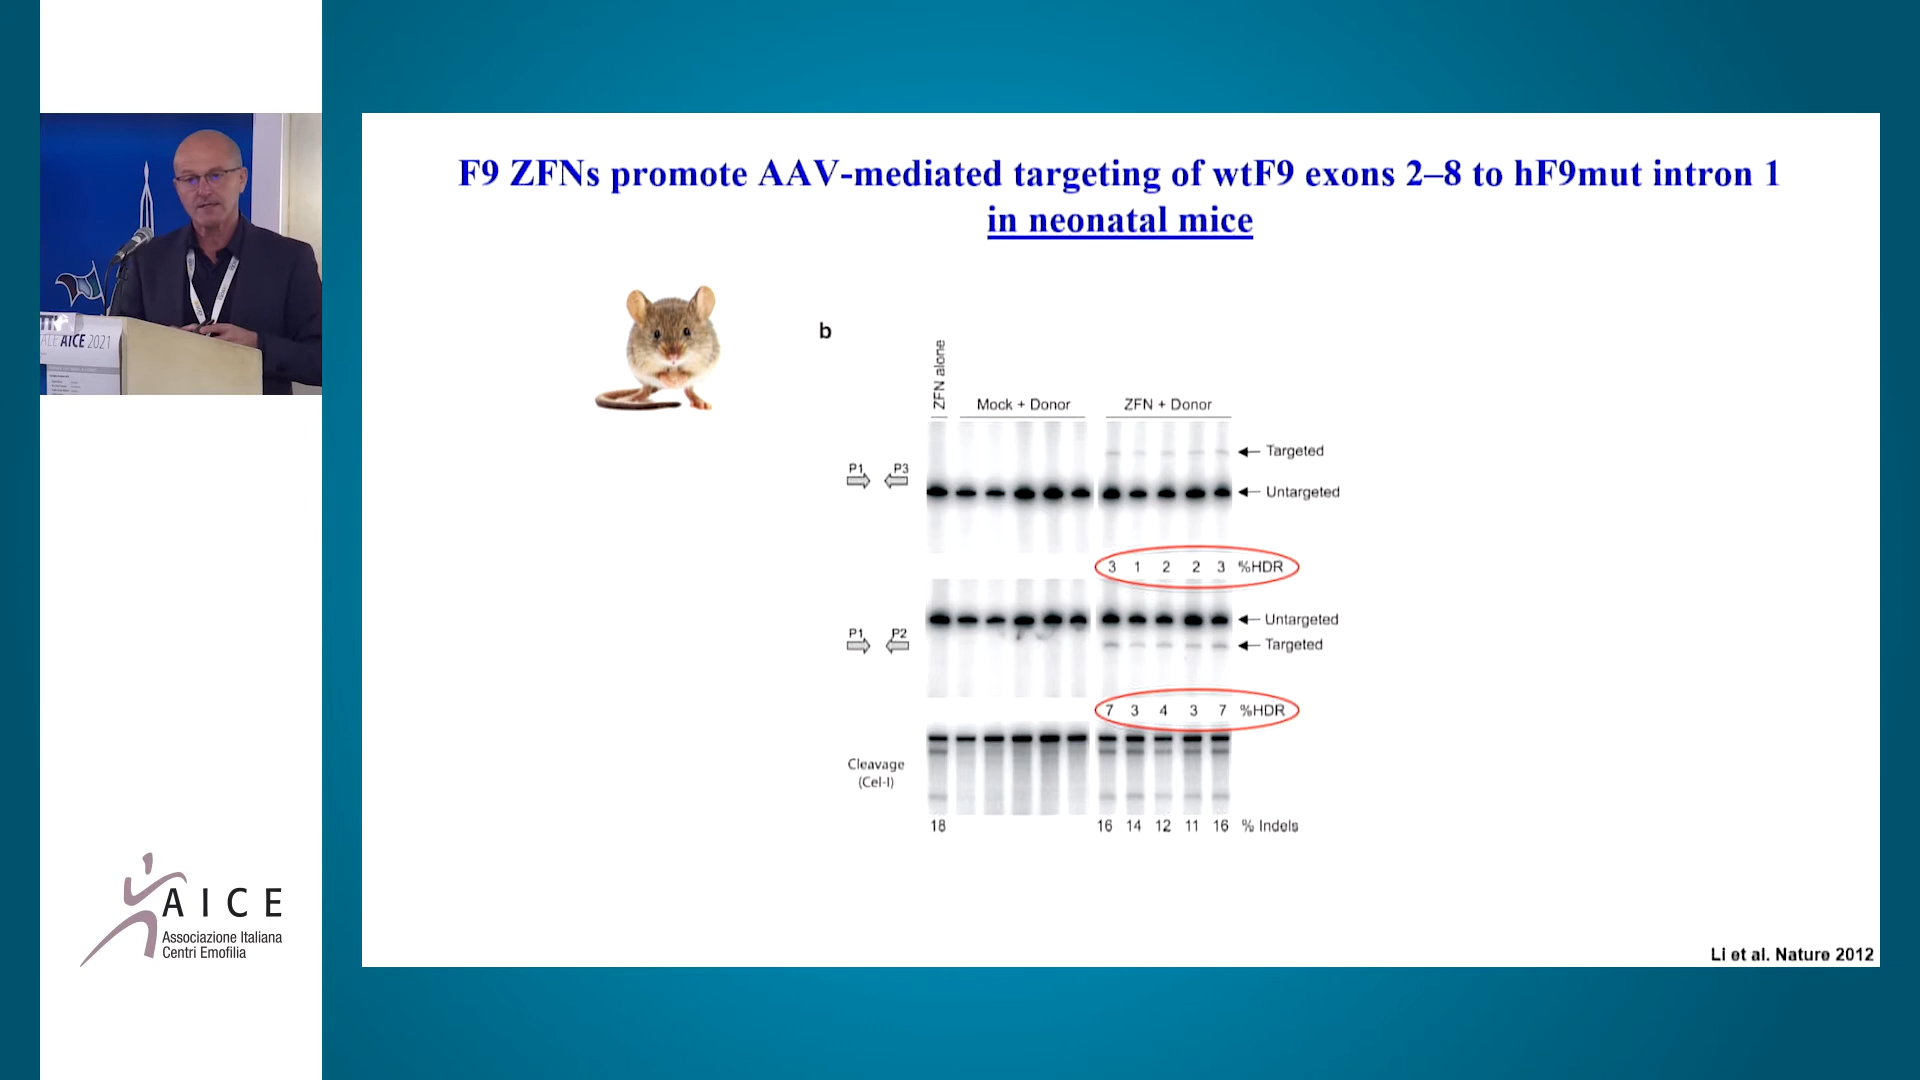 F9 ZFNs promote AAV-mediated targeting of wtF9 exons 2–8 to hF9mut intron 1
in neonatal mice
b
ZFN alone
Mock + Donor
ZFN + Donor
P1 P3
Targeted
Untargeted
3 1 2 2 3 %HDR
P1 P2
Untargeted
Targeted
7 3 4 3 7 %HDR
Cleavage
(Cel-I)
18 16 14 12 11 16 % Indels
Li et al. Nature 2012
AICE 2021
AICE
Associazione Italiana
Centri Emofilia